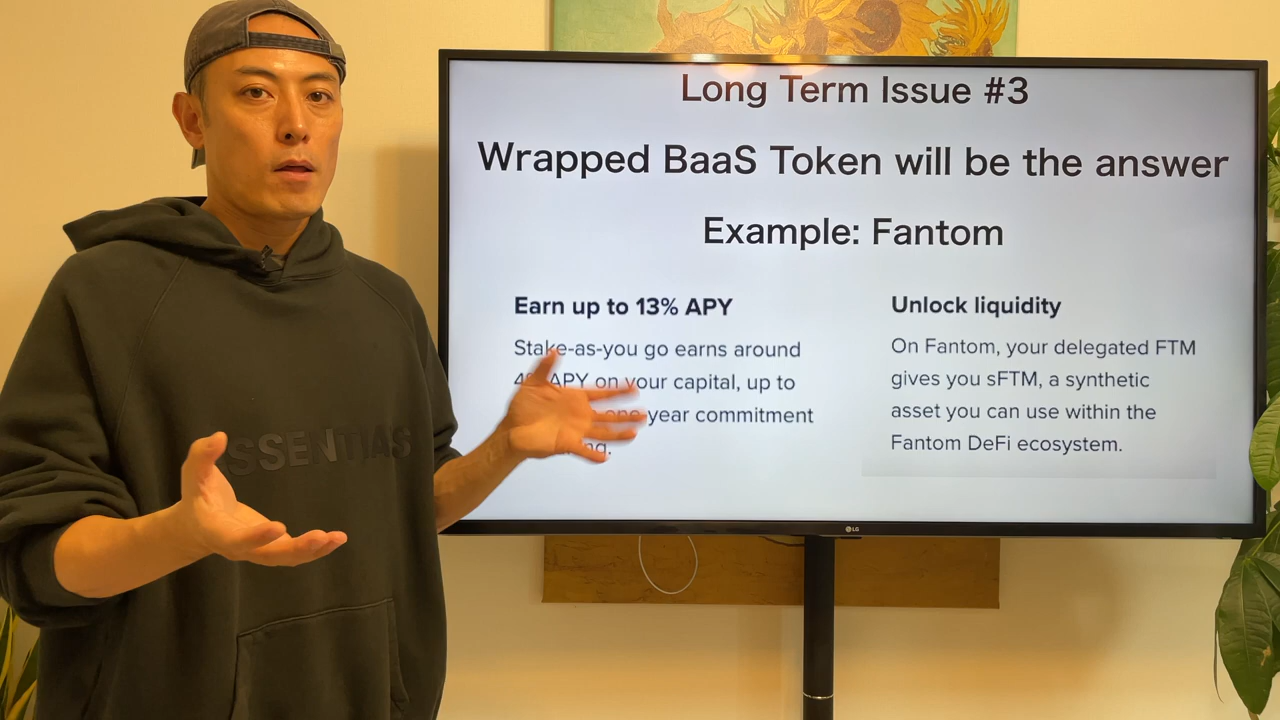 Long Term Issue #3
Wrapped BaaS Token will be the answer
Example: Fantom
Earn up to 13% APY
Stake-as-you go earns around
APY on your capital, up to
year commitment
Unlock liquidity
On Fantom, your delegated FTM
gives you sFTM, a synthetic
asset you can use within the
Fantom DeFi ecosystem.
ESSENTIALS
LG